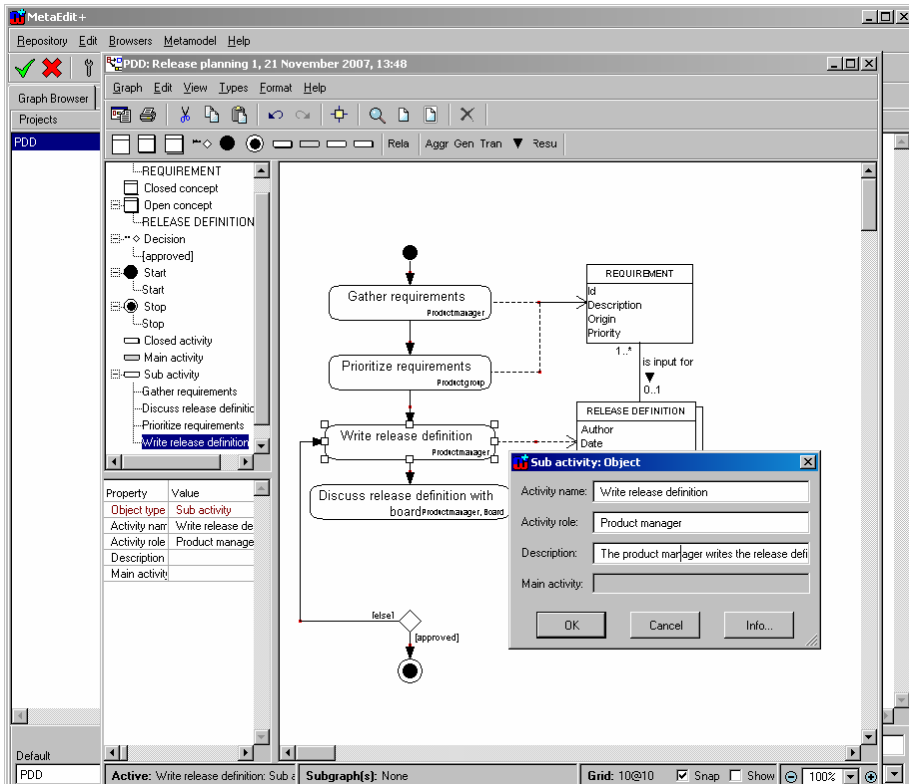 MetaEdit+
Repository Edit Browsers Metamodel Help
Graph Browser
Projects
PDD
PDD: Release planning 1, 21 November 2007, 13:48
Graph Edit View Types Format Help
Rela Aggr Gen Tran Resu
REQUIREMENT
Closed concept
Open concept
RELEASE DEFINITION
Decision
[approved]
Start
Start
Stop
Stop
Closed activity
Main activity
Sub activity
Gather requirements
Discuss release definitic
Prioritize requirements
Write release definition
Property Value
Object type Sub activity
Activity nam Write release de
Activity role Product manage
Description
Main activity
Gather requirements
Productmanager
Prioritize requirements
Productgroup
Write release definition
Productmanager
Discuss release definition with
board Productmanager, Board
[else]
[approved]
REQUIREMENT
Id
Description
Origin
Priority
1..*
is input for
0..1
RELEASE DEFINITION
Author
Date
Sub activity: Object
Activity name: Write release definition
Activity role: Product manager
Description: The product manager writes the release defi
Main activity:
OK Cancel Info...
Default
PDD
Active: Write release definition: Sub a Subgraph(s): None Grid: 10@10 Snap Show 100%